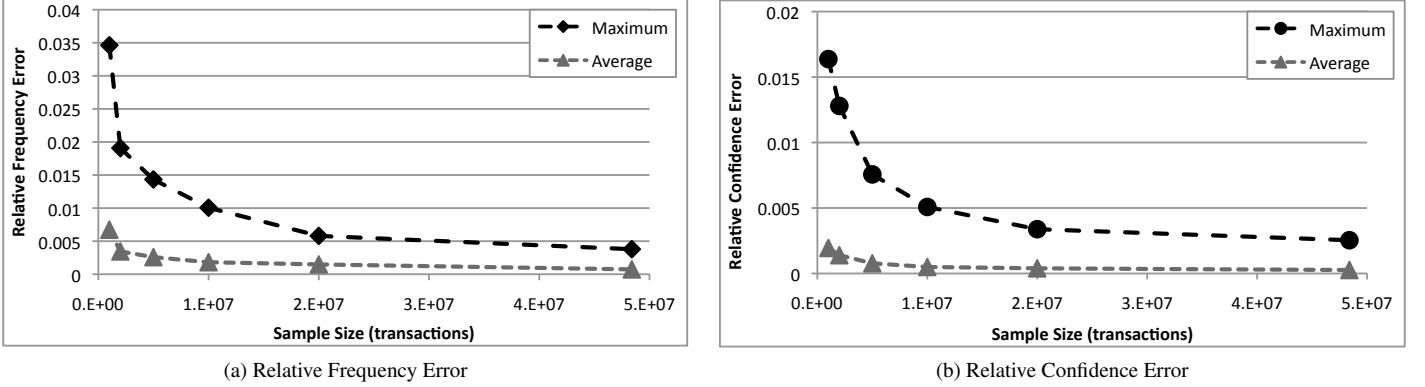 0.04
0.035
0.03
0.025
0.02
0.015
0.01
0.005
0
Relative Frequency Error
Maximum
Average
0.E+00 1.E+07 2.E+07 3.E+07 4.E+07 5.E+07
Sample Size (transactions)
(a) Relative Frequency Error
0.02
0.015
0.01
0.005
0
Relative Confidence Error
Maximum
Average
0.E+00 1.E+07 2.E+07 3.E+07 4.E+07 5.E+07
Sample Size (transactions)
(b) Relative Confidence Error